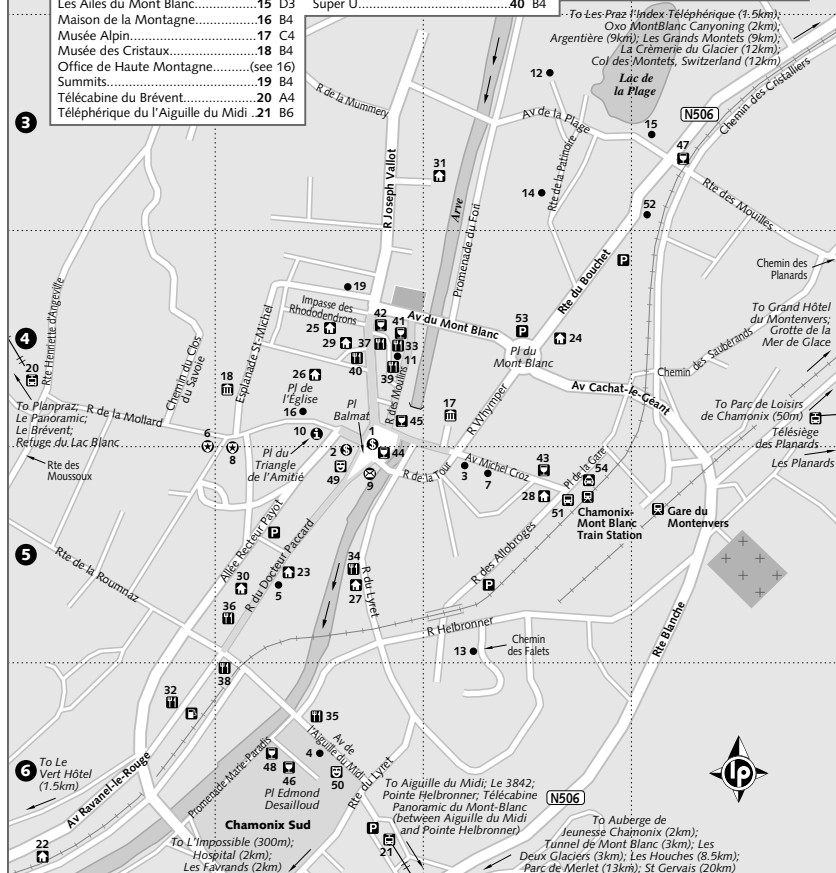 Les Ailes du Mont Blanc..............15 D3
Maison de la Montagne...............16 B4
Musée Alpin................................17 C4
Musée des Cristaux.....................18 B4
Office de Haute Montagne..........(see 16)
Summits.......................................19 B4
Télécabine du Brévent.................20 A4
Téléphérique du l'Aiguille du Midi ..21 B6
Super U........................................40 B4
To Les Praz l'Index Téléphérique (1.5km);
Oxo MontBlanc Canyoning (2km);
Argentière (9km); Les Grands Montets (9km);
La Crèmerie du Glacier (12km);
Col des Montets, Switzerland (12km)
3
12
Lac de
la Plage
R de la Mummery
Av de la Plage
N506
Chemin des Cristalliers
15
47
31
R Joseph Vallot
Arve
Promenade du Fori
14
Rte de la Patinoire
Rte des Mouilles
52
P
Chemin des
Planards
Rte du Bouchet
19
Impasse des
Rhododendrons
42
41
Av du Mont Blanc
53
P
24
To Grand Hôtel
du Montenvers;
Grotte de la
Mer de Glace
Rte Henriette d'Angeville
4
25
29
37
33
11
40
39
Pl du
Mont Blanc
Chemin du Clos
du Savoie
Esplanade St-Michel
20
18
26
Pl de
l'Église
16
R des Moulins
17
R Whymper
Av Cachat-le-Géant
Chemin des Saubérands
To Planpraz;
Le Panoramic;
Le Brévent;
Refuge du Lac Blanc
R de la Mollard
Pl
Balmat
45
To Parc de Loisirs
de Chamonix (50m)
Télésiège
des Planards
Les Planards
6
8
10
Pl du
Triangle
de l'Amitié
1
2
44
49
9
R de la Tour
Av Michel Croz
3
7
43
Pl de la Gare
54
28
51
Rte des
Moussoux
Chamonix-
Mont Blanc
Train Station
Gare du
Montenvers
5
Allée Recteur Payot
P
R du Docteur Paccard
Rte de la Roumnaz
30
23
5
34
27
R du Lyret
R des Allobroges
P
36
R Helbronner
Chemin
des Falets
13
Rte Blanche
38
32
35
6
To Le
Vert Hôtel
(1.5km)
Av Ravanel-le-Rouge
Promenade Marie-Paradis
4
Av de
l'Aiguille du Midi
48
46
50
Pl Edmond
Desailloud
Rte du Lyret
To Aiguille du Midi; Le 3842;
Pointe Helbronner; Télécabine
Panoramic du Mont-Blanc
(between Aiguille du Midi
and Pointe Helbronner)
N506
lp
Chamonix Sud
22
To L'Impossible (300m);
Hospital (2km);
Les Favrands (2km)
P
21
To Auberge de
Jeunesse Chamonix (2km);
Tunnel de Mont Blanc (3km); Les
Deux Glaciers (3km); Les Houches (8.5km);
Parc de Merlet (13km); St Gervais (20km)